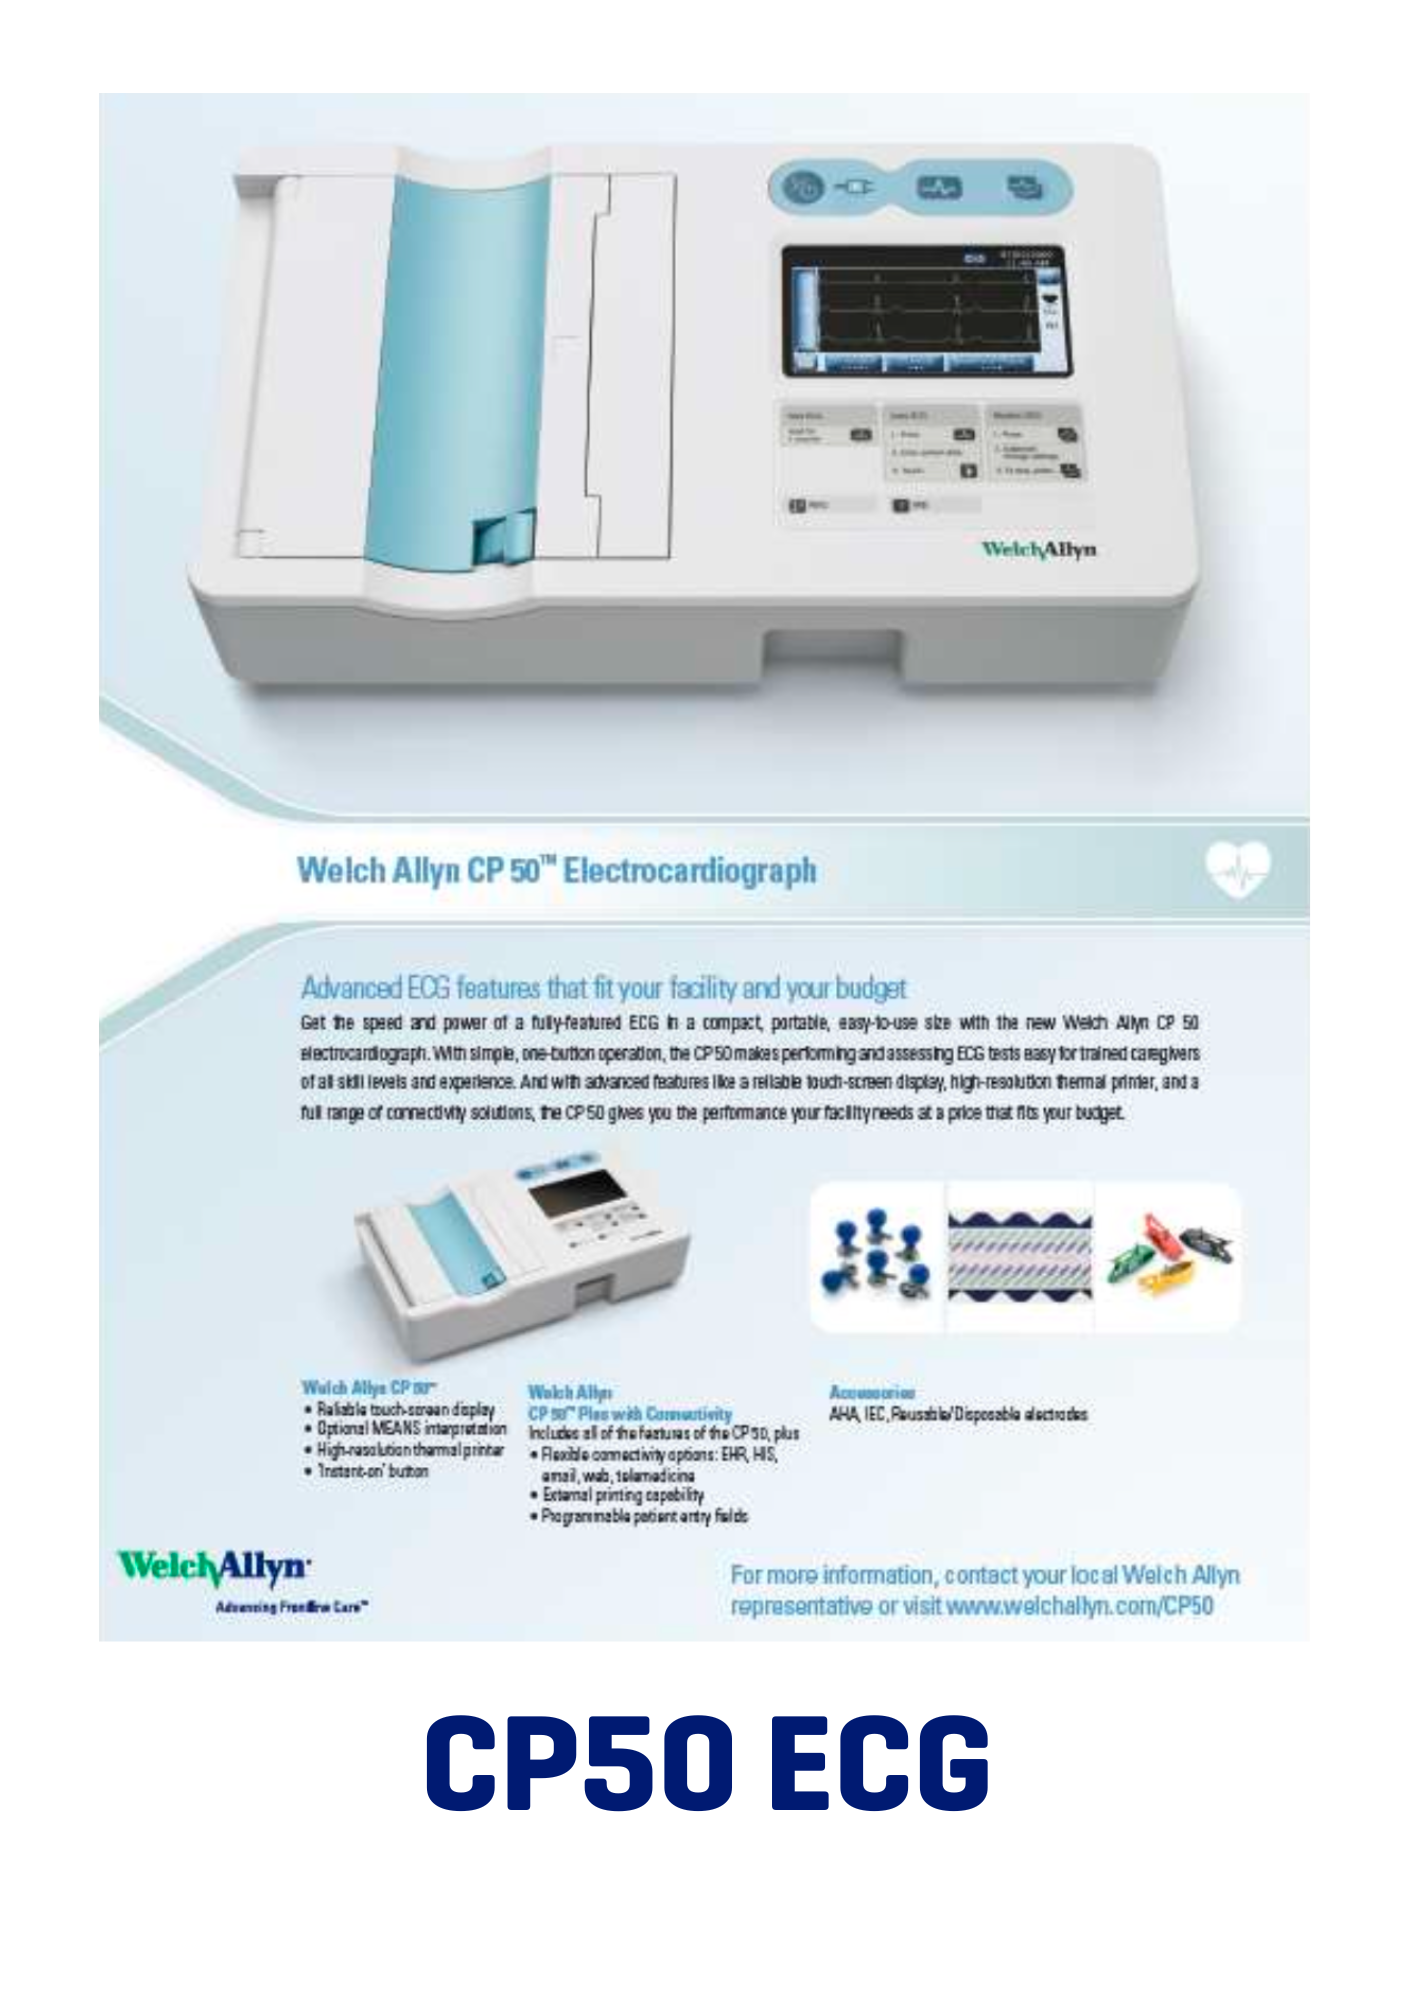 WelchAllyn
Welch Allyn CP 50™ Electrocardiograph
Advanced ECG features that fit your facility and your budget
Get the speed and power of a fully-featured ECG in a compact, portable, easy-to-use size with the new Welch Allyn CP 50
electrocardiograph. With simple, one-button operation, the CP 50 makes performing and assessing ECG tests easy for trained caregivers
of all skill levels and experience. And with advanced features like a reliable touch-screen display, high-resolution thermal printer, and a
full range of connectivity solutions, the CP 50 gives you the performance your facility needs at a price that fits your budget.
Welch Allyn CP 50™
• Reliable touch-screen display
• Optional MEANS interpretation
• High-resolution thermal printer
• 'Instant-on' button
Welch Allyn
CP 50™ Plus with Connectivity
Includes all of the features of the CP 50, plus
• Flexible connectivity options: EHR, HIS,
email, web, telemedicine
• External printing capability
• Programmable patient entry fields
Accessories
AHA, IEC, Reusable/Disposable electrodes
WelchAllyn®
Advancing Frontline Care™
For more information, contact your local Welch Allyn
representative or visit www.welchallyn.com/CP50
CP50 ECG